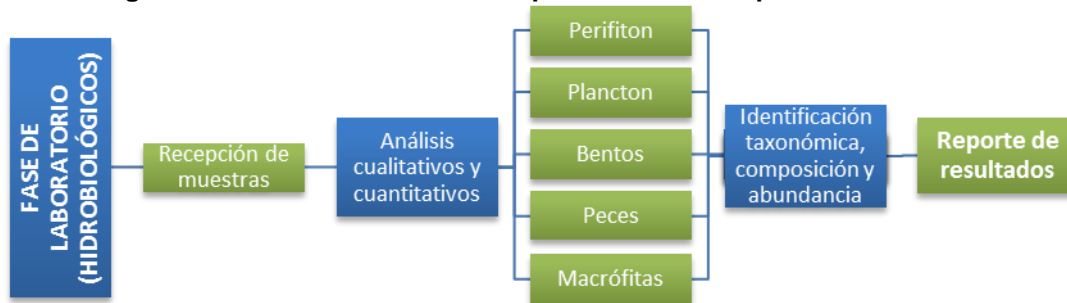 FASE DE
LABORATORIO
(HIDROBIOLÓGICOS)
Recepción de
muestras
Análisis
cualitativos y
cuantitativos
Perifiton
Plancton
Bentos
Peces
Macrófitas
Identificación
taxonómica,
composición y
abundancia
Reporte de
resultados